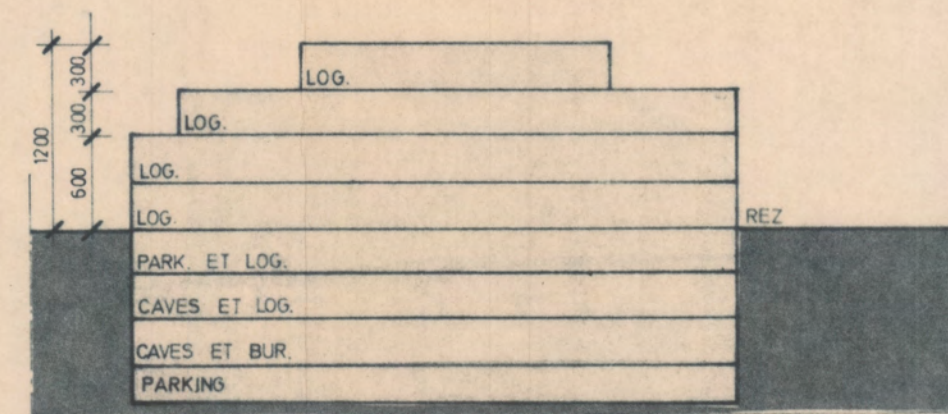 300
LOG.
1200
300
LOG.
600
LOG.
LOG.
REZ
PARK. ET LOG.
CAVES ET LOG.
CAVES ET BUR.
PARKING